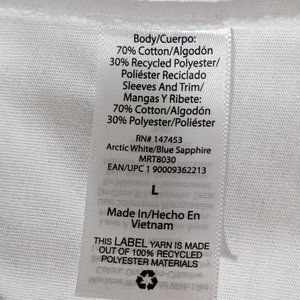 Body/Cuerpo:
70% Cotton/Algodón
30% Recycled Polyester/
Poliéster Reciclado
Sleeves And Trim/
Mangas Y Ribete:
70% Cotton/Algodón
30% Polyester/Poliéster
RN# 147453
Arctic White/Blue Sapphire
MRT8030
EAN/UPC 1 90009362213
L
Made In/Hecho En
Vietnam
THIS LABEL YARN IS MADE
OUT OF 100% RECYCLED
POLYESTER MATERIALS